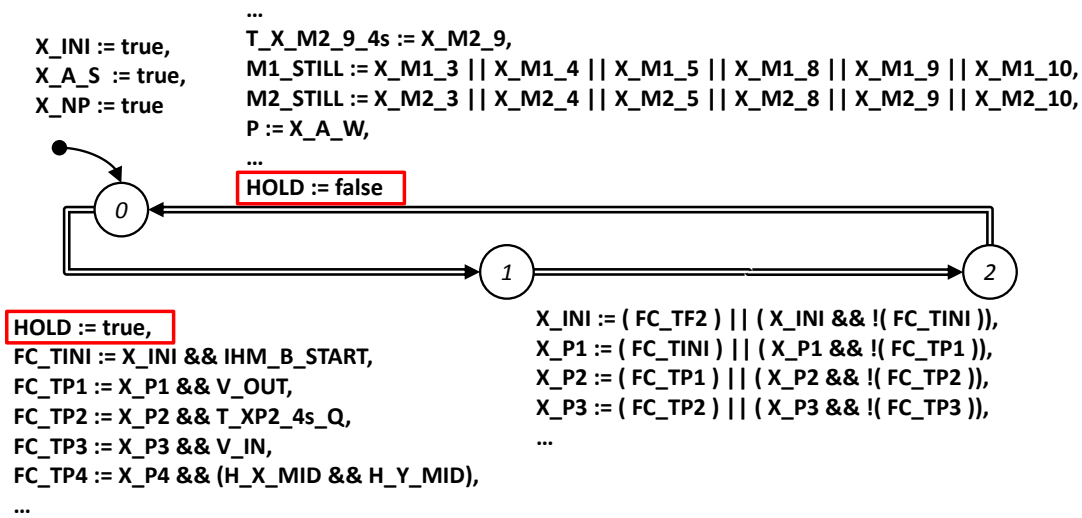 X_INI := true,
X_A_S := true,
X_NP := true
...
T_X_M2_9_4s := X_M2_9,
M1_STILL := X_M1_3 || X_M1_4 || X_M1_5 || X_M1_8 || X_M1_9 || X_M1_10,
M2_STILL := X_M2_3 || X_M2_4 || X_M2_5 || X_M2_8 || X_M2_9 || X_M2_10,
P := X_A_W,
...
HOLD := false
0
1
2
HOLD := true,
FC_TINI := X_INI && IHM_B_START,
FC_TP1 := X_P1 && V_OUT,
FC_TP2 := X_P2 && T_XP2_4s_Q,
FC_TP3 := X_P3 && V_IN,
FC_TP4 := X_P4 && (H_X_MID && H_Y_MID),
...
X_INI := ( FC_TF2 ) || ( X_INI && !( FC_TINI )),
X_P1 := ( FC_TINI ) || ( X_P1 && !( FC_TP1 )),
X_P2 := ( FC_TP1 ) || ( X_P2 && !( FC_TP2 )),
X_P3 := ( FC_TP2 ) || ( X_P3 && !( FC_TP3 )),
...